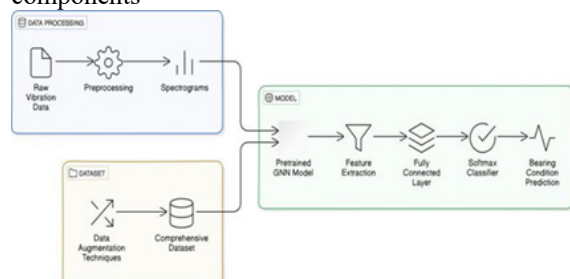 components
DATA PROCESSING
Raw
Vibration
Data
Preprocessing
Spectrograms
MODEL
Pretrained
GNN Model
Feature
Extraction
Fully
Connected
Layer
Softmax
Classifier
Bearing
Condition
Prediction
DATASET
Data
Augmentation
Techniques
Comprehensive
Dataset